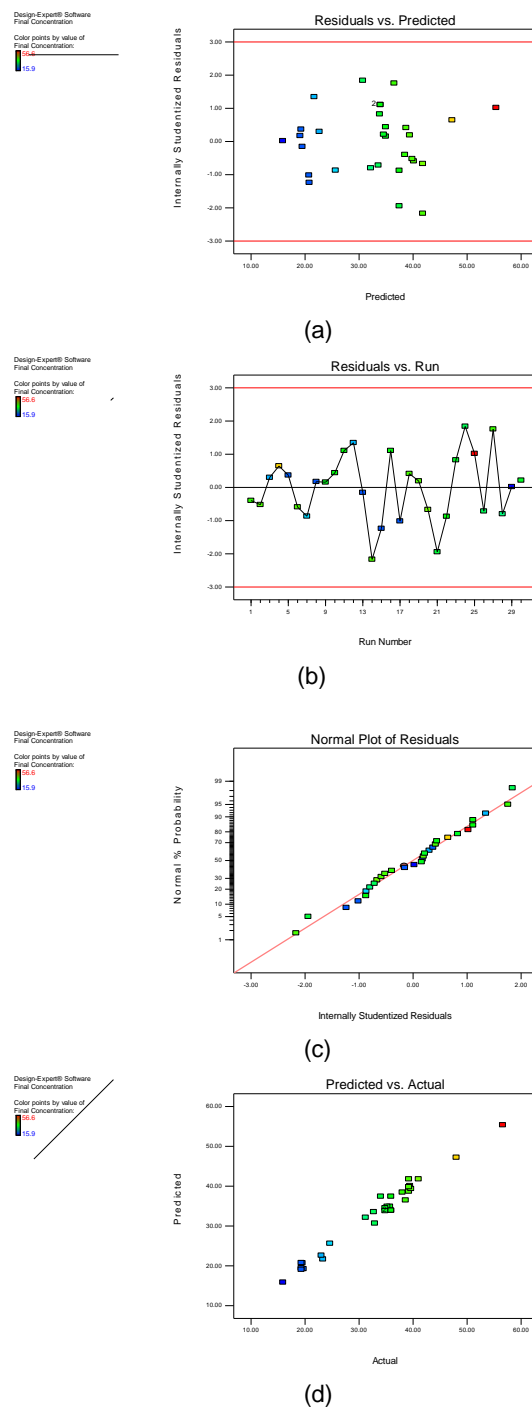 Design-Expert® Software
Final Concentration
Color points by value of
Final Concentration:
56.6
15.9
Residuals vs. Predicted
Internally Studentized Residuals
3.00
2.00
1.00
0.00
-1.00
-2.00
-3.00
2
10.00 20.00 30.00 40.00 50.00 60.00
Predicted
(a)
Design-Expert® Software
Final Concentration
Color points by value of
Final Concentration:
56.6
15.9
Residuals vs. Run
Internally Studentized Residuals
3.00
2.00
1.00
0.00
-1.00
-2.00
-3.00
1 5 9 13 17 21 25 29
Run Number
(b)
Design-Expert® Software
Final Concentration
Color points by value of
Final Concentration:
56.6
15.9
Normal Plot of Residuals
Normal % Probability
99
95
90
80
70
50
30
20
10
5
1
-3.00 -2.00 -1.00 0.00 1.00 2.00
Internally Studentized Residuals
(c)
Design-Expert® Software
Final Concentration
Color points by value of
Final Concentration:
56.6
15.9
Predicted vs. Actual
Predicted
60.00
50.00
40.00
30.00
20.00
10.00
10.00 20.00 30.00 40.00 50.00 60.00
Actual
(d)